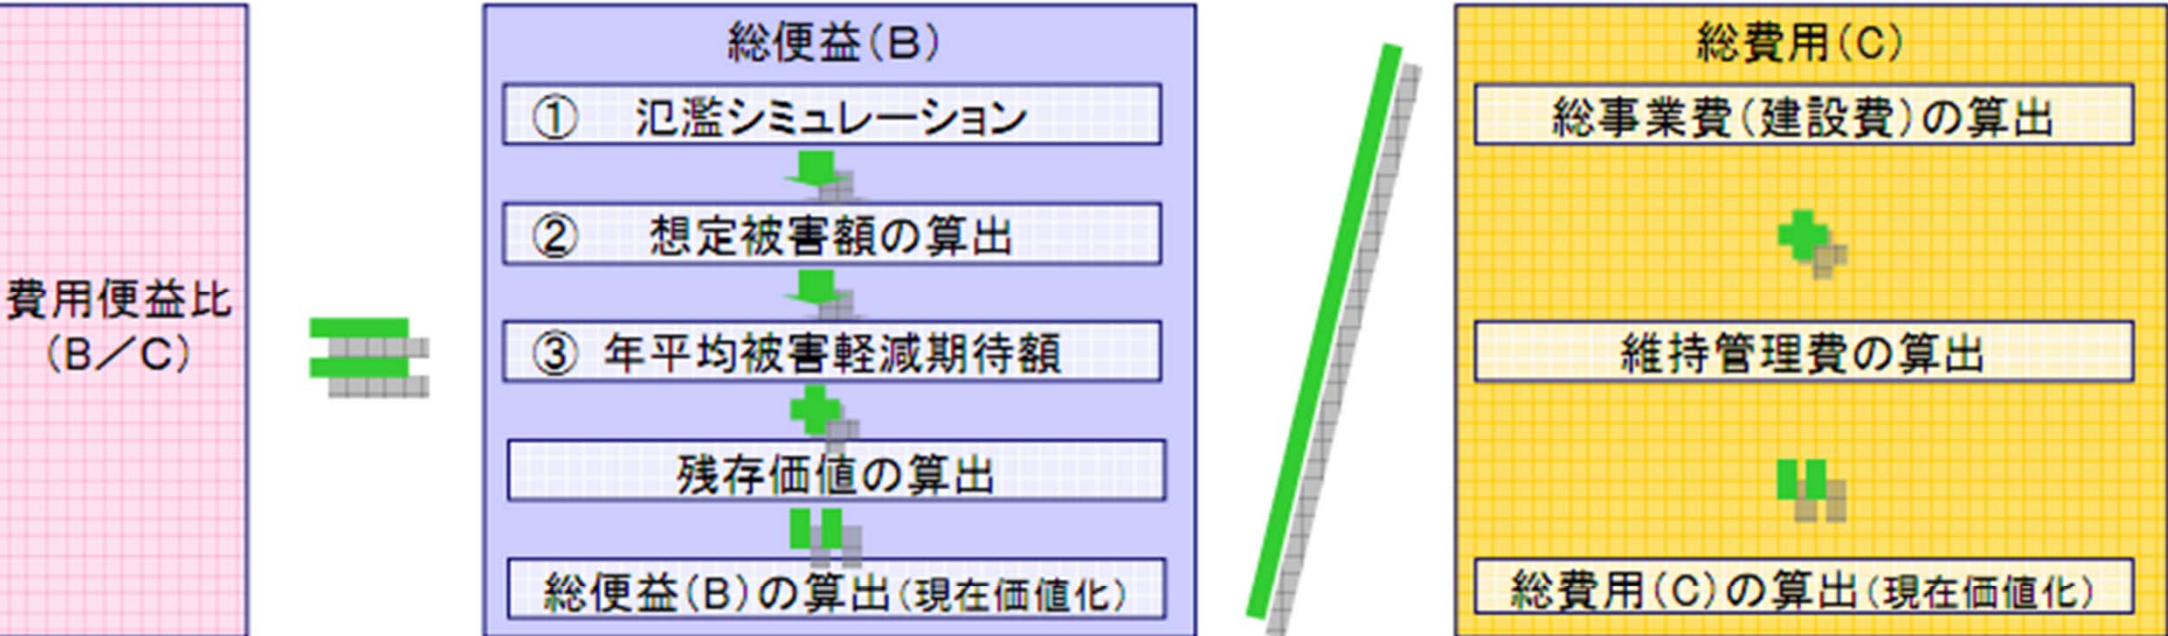 費用便益比
(B/C)
総便益(B)
① 氾濫シミュレーション
② 想定被害額の算出
③ 年平均被害軽減期待額
残存価値の算出
総便益(B)の算出(現在価値化)
総費用(C)
総事業費(建設費)の算出
維持管理費の算出
総費用(C)の算出(現在価値化)